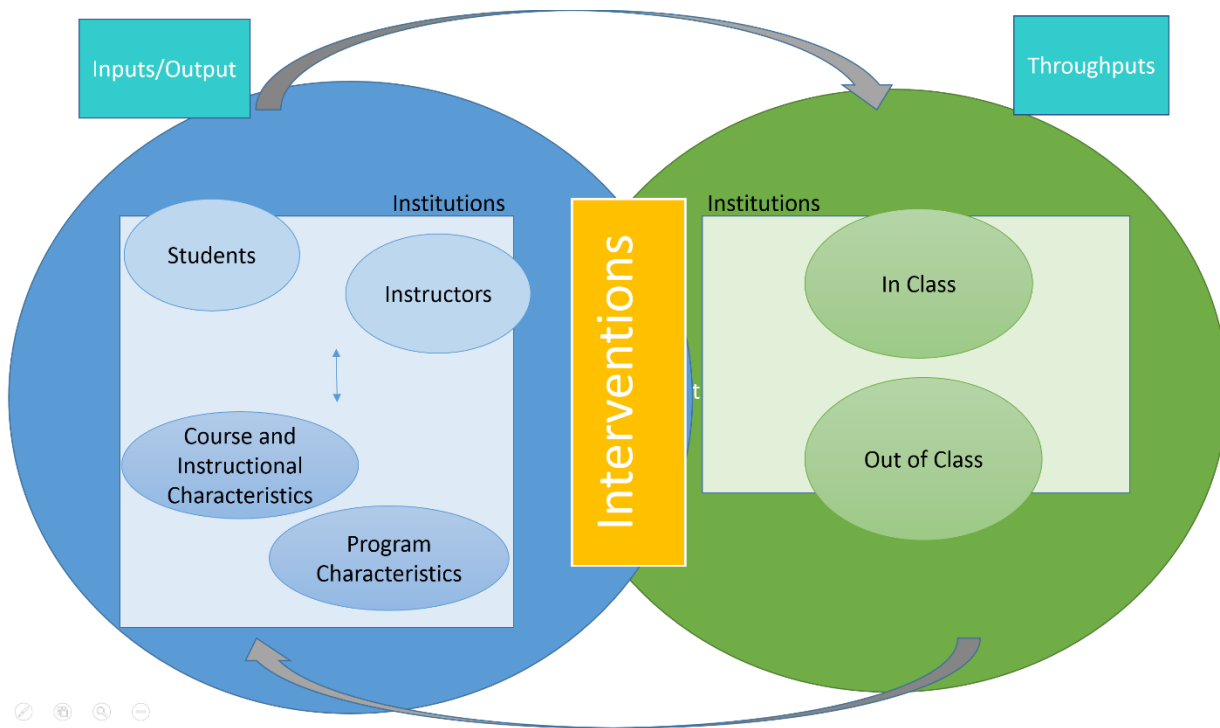 Inputs/Output
Throughputs
Institutions
Students
Instructors
Course and
Instructional
Characteristics
Program
Characteristics
Interventions
t
Institutions
In Class
Out of Class